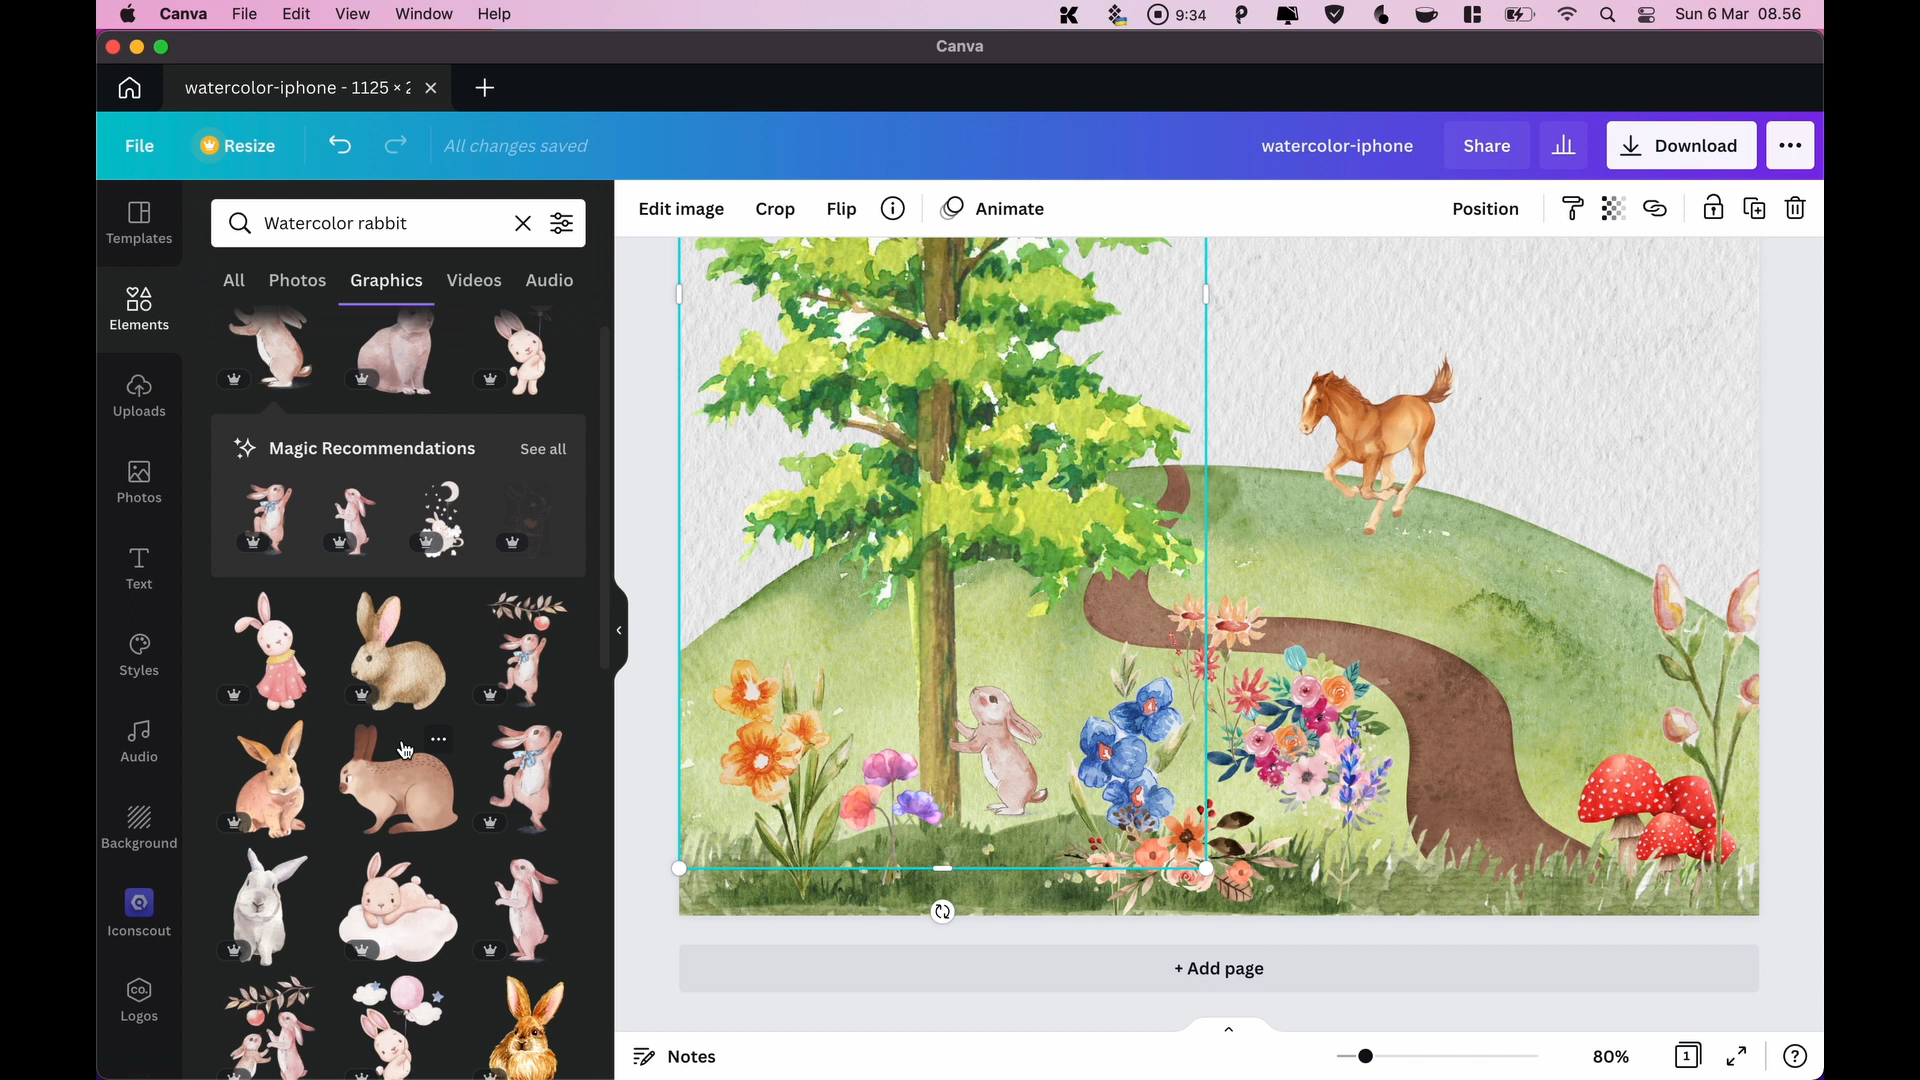 Canva File Edit View Window Help 9:34 Sun 6 Mar 08.56
Canva
watercolor-iphone - 1125 × 2
File Resize All changes saved watercolor-iphone Share Download
Templates
Elements
Uploads
Photos
Text
Styles
Audio
Background
Iconscout
CO.
Logos
Watercolor rabbit
All Photos Graphics Videos Audio
Magic Recommendations See all
Edit image Crop Flip Animate Position
+ Add page
Notes 80% 1